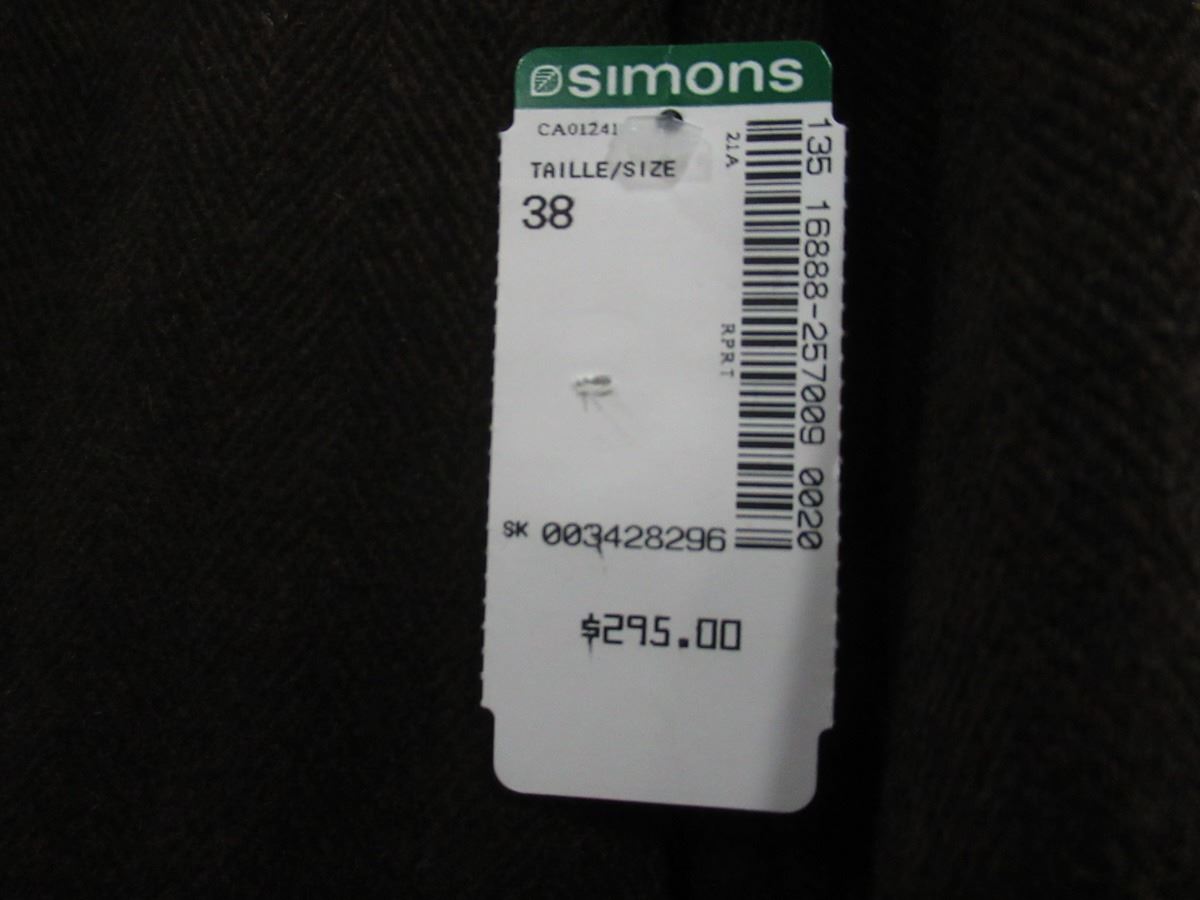 simons
CA01241
TAILLE/SIZE
38
21A
RPRT
135 16888-257009 0020
SK 003428296
$295.00